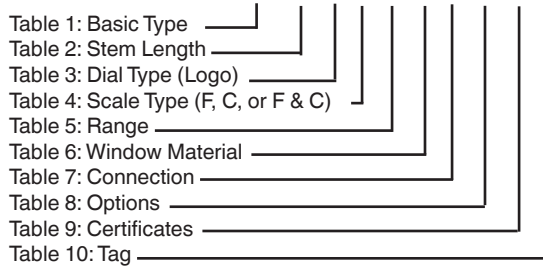 Table 1: Basic Type
Table 2: Stem Length
Table 3: Dial Type (Logo)
Table 4: Scale Type (F, C, or F & C)
Table 5: Range
Table 6: Window Material
Table 7: Connection
Table 8: Options
Table 9: Certificates
Table 10: Tag